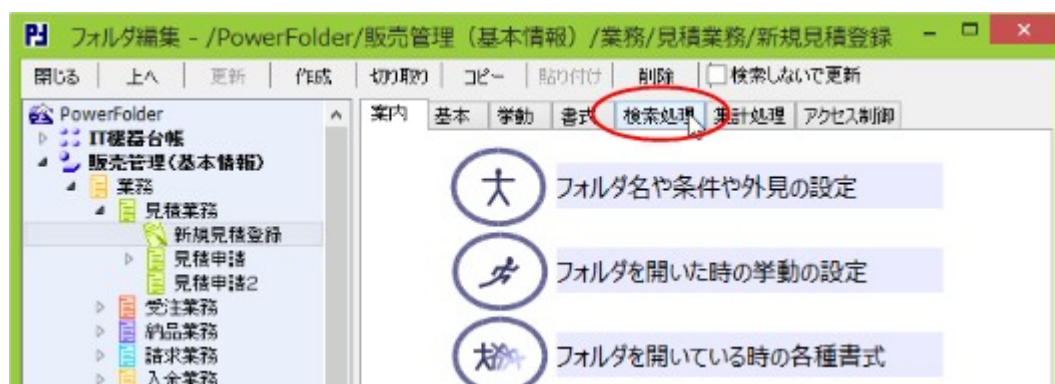 フォルダ編集 - /PowerFolder/販売管理（基本情報）/業務/見積業務/新規見積登録
閉じる 上へ 更新 作成 切り取り コピー 貼り付け 削除 検索しないで更新
案内 基本 挙動 書式 検索処理 集計処理 アクセス制御
PowerFolder
IT機器台帳
販売管理(基本情報)
業務
見積業務
新規見積登録
見積申請
見積申請2
受注業務
納品業務
請求業務
入金業務
フォルダ名や条件や外見の設定
フォルダを開いた時の挙動の設定
フォルダを開いている時の各種書式